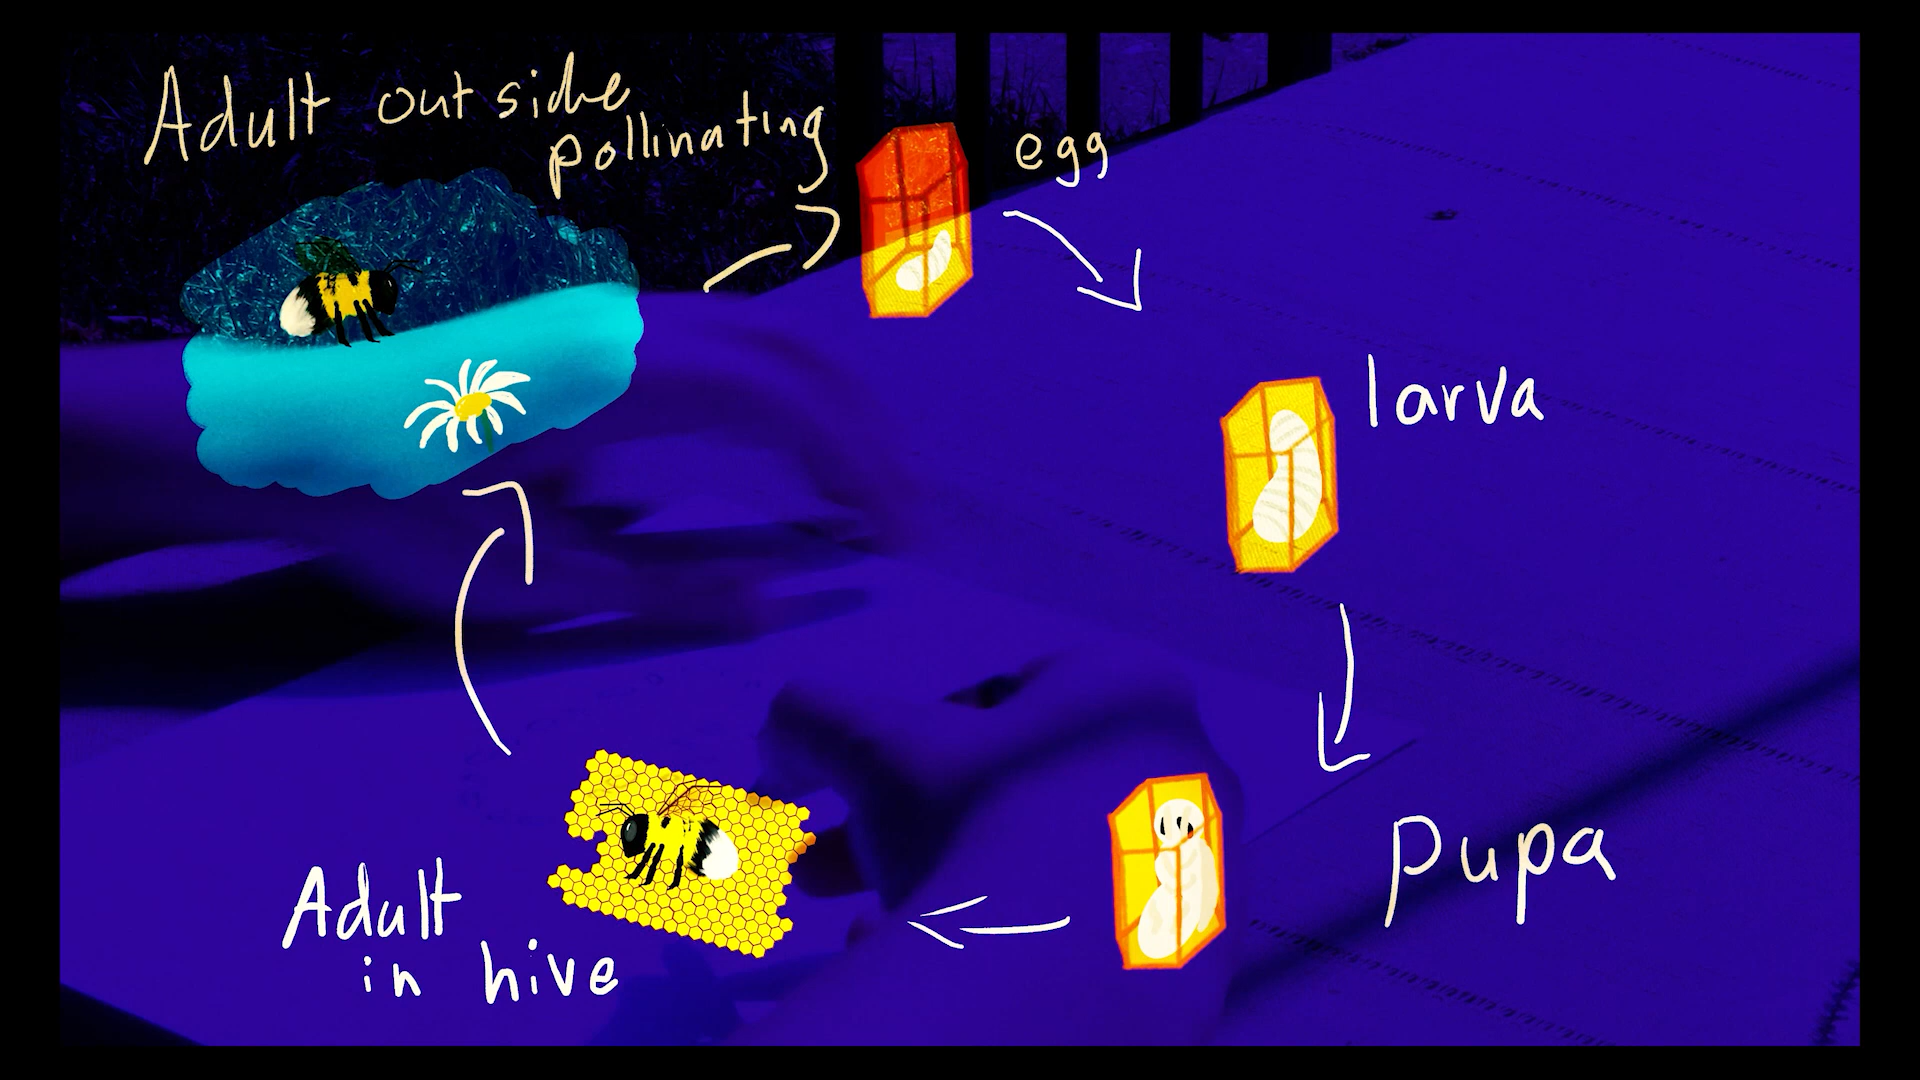 Adult outside
pollinating
egg
larva
Pupa
Adult
in hive